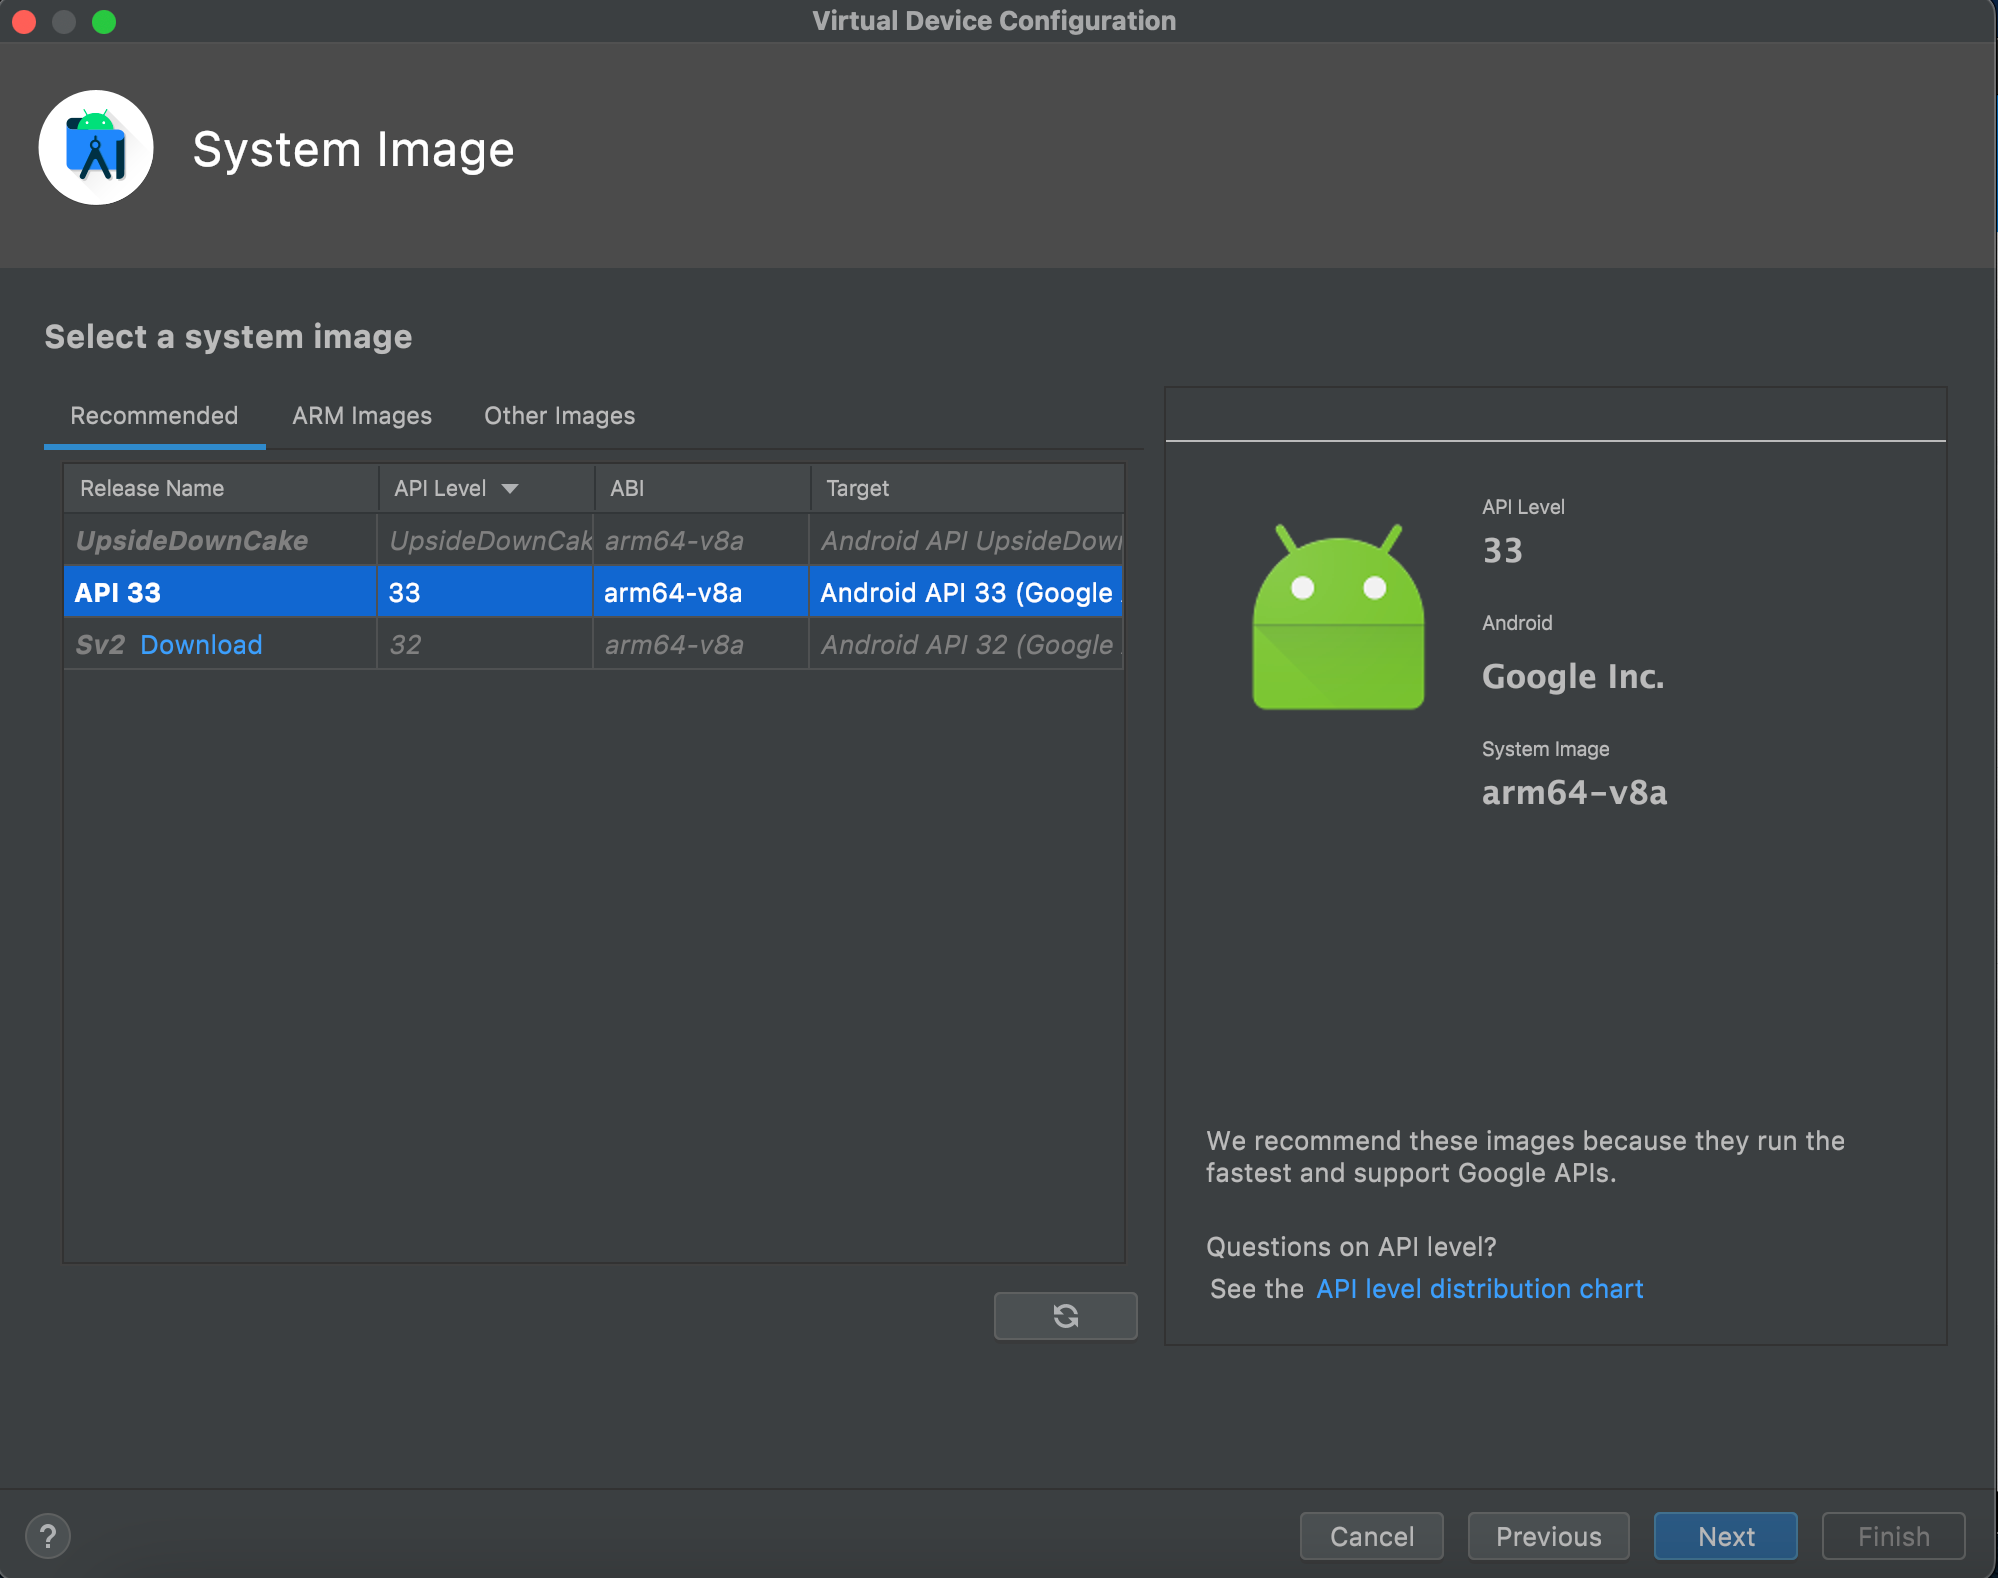 Virtual Device Configuration
System Image
Select a system image
Recommended ARM Images Other Images
Release Name API Level ABI Target
UpsideDownCake UpsideDownCak arm64-v8a Android API UpsideDown
API 33 33 arm64-v8a Android API 33 (Google
Sv2 Download 32 arm64-v8a Android API 32 (Google
API Level
33
Android
Google Inc.
System Image
arm64-v8a
We recommend these images because they run the
fastest and support Google APIs.
Questions on API level?
See the API level distribution chart
? Cancel Previous Next Finish